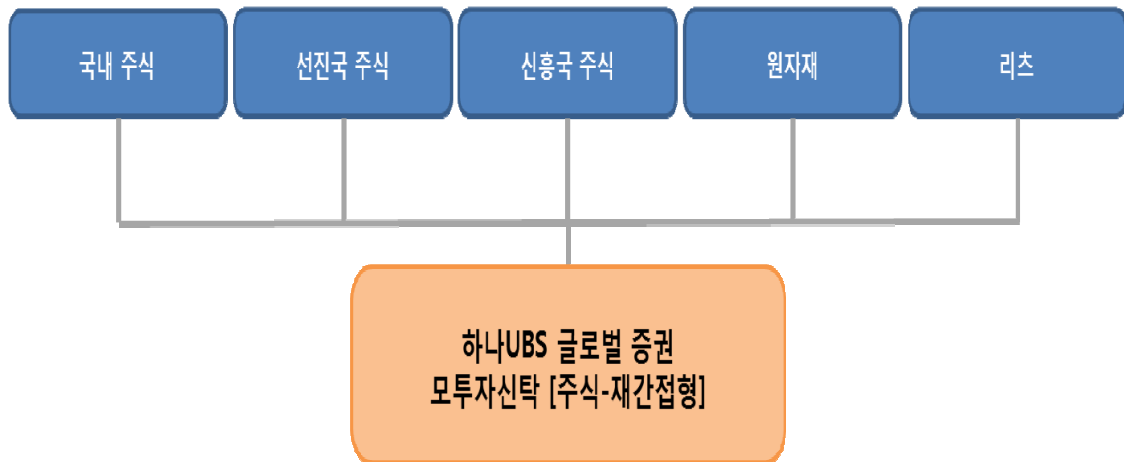 국내 주식
선진국 주식
신흥국 주식
원자재
리츠
하나UBS 글로벌 증권
모투자신탁 [주식-재간접형]